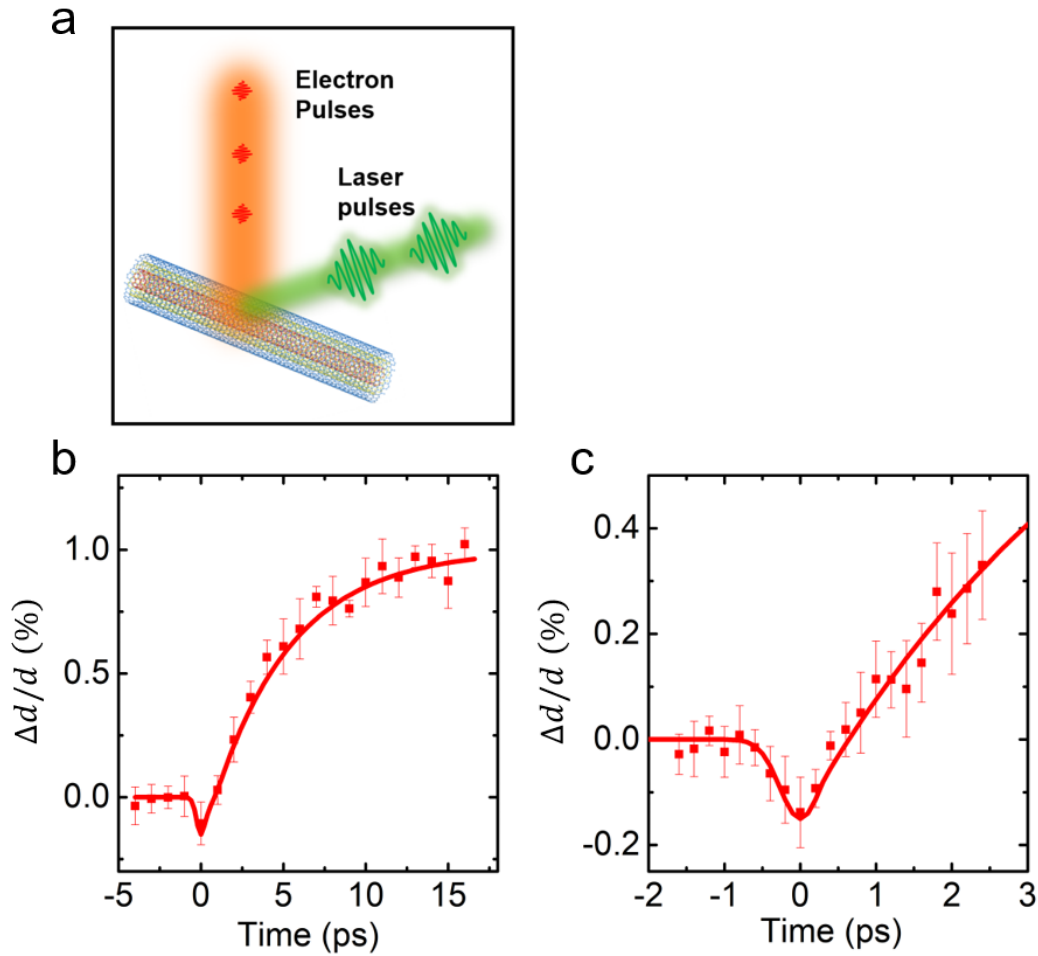 a
Electron
Pulses
Laser
pulses
b
1.0
0.5
0.0
Δd/d (%)
-5 0 5 10 15
Time (ps)
c
0.4
0.2
0.0
-0.2
Δd/d (%)
-2 -1 0 1 2 3
Time (ps)